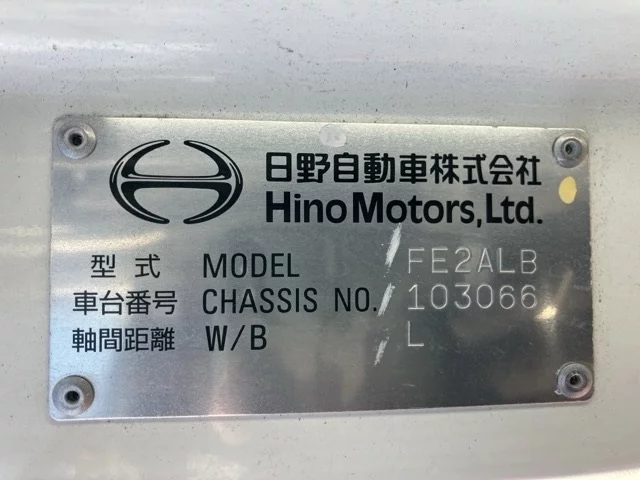 日野自動車株式会社
Hino Motors, Ltd.
型式 MODEL FE2ALB
車台番号 CHASSIS NO. 103066
軸間距離 W/B L